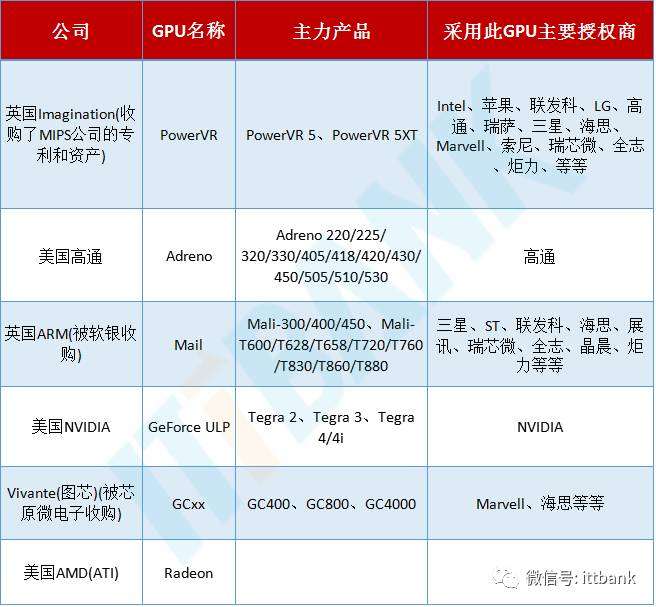 公司 GPU名称 主力产品 采用此GPU主要授权商
英国Imagination(收
购了MIPS公司的专
利和资产)
PowerVR
PowerVR 5、PowerVR 5XT
Intel、苹果、联发科、LG、高
通、瑞萨、三星、海思、
Marvell、索尼、瑞芯微、全志
、炬力、等等
美国高通
Adreno
Adreno 220/225/
320/330/405/418/420/430/
450/505/510/530
高通
英国ARM(被软银收
购)
Mail
Mali-300/400/450、Mali-
T600/T628/T658/T720/T760
/T830/T860/T880
三星、ST、联发科、海思、展
讯、瑞芯微、全志、晶晨、炬
力等等
美国NVIDIA
GeForce ULP
Tegra 2、Tegra 3、Tegra
4/4i
NVIDIA
Vivante(图芯)(被芯
原微电子收购)
GCxx
GC400、GC800、GC4000
Marvell、海思等等
美国AMD(ATI)
Radeon
微信号: ittbank
ITtBANK